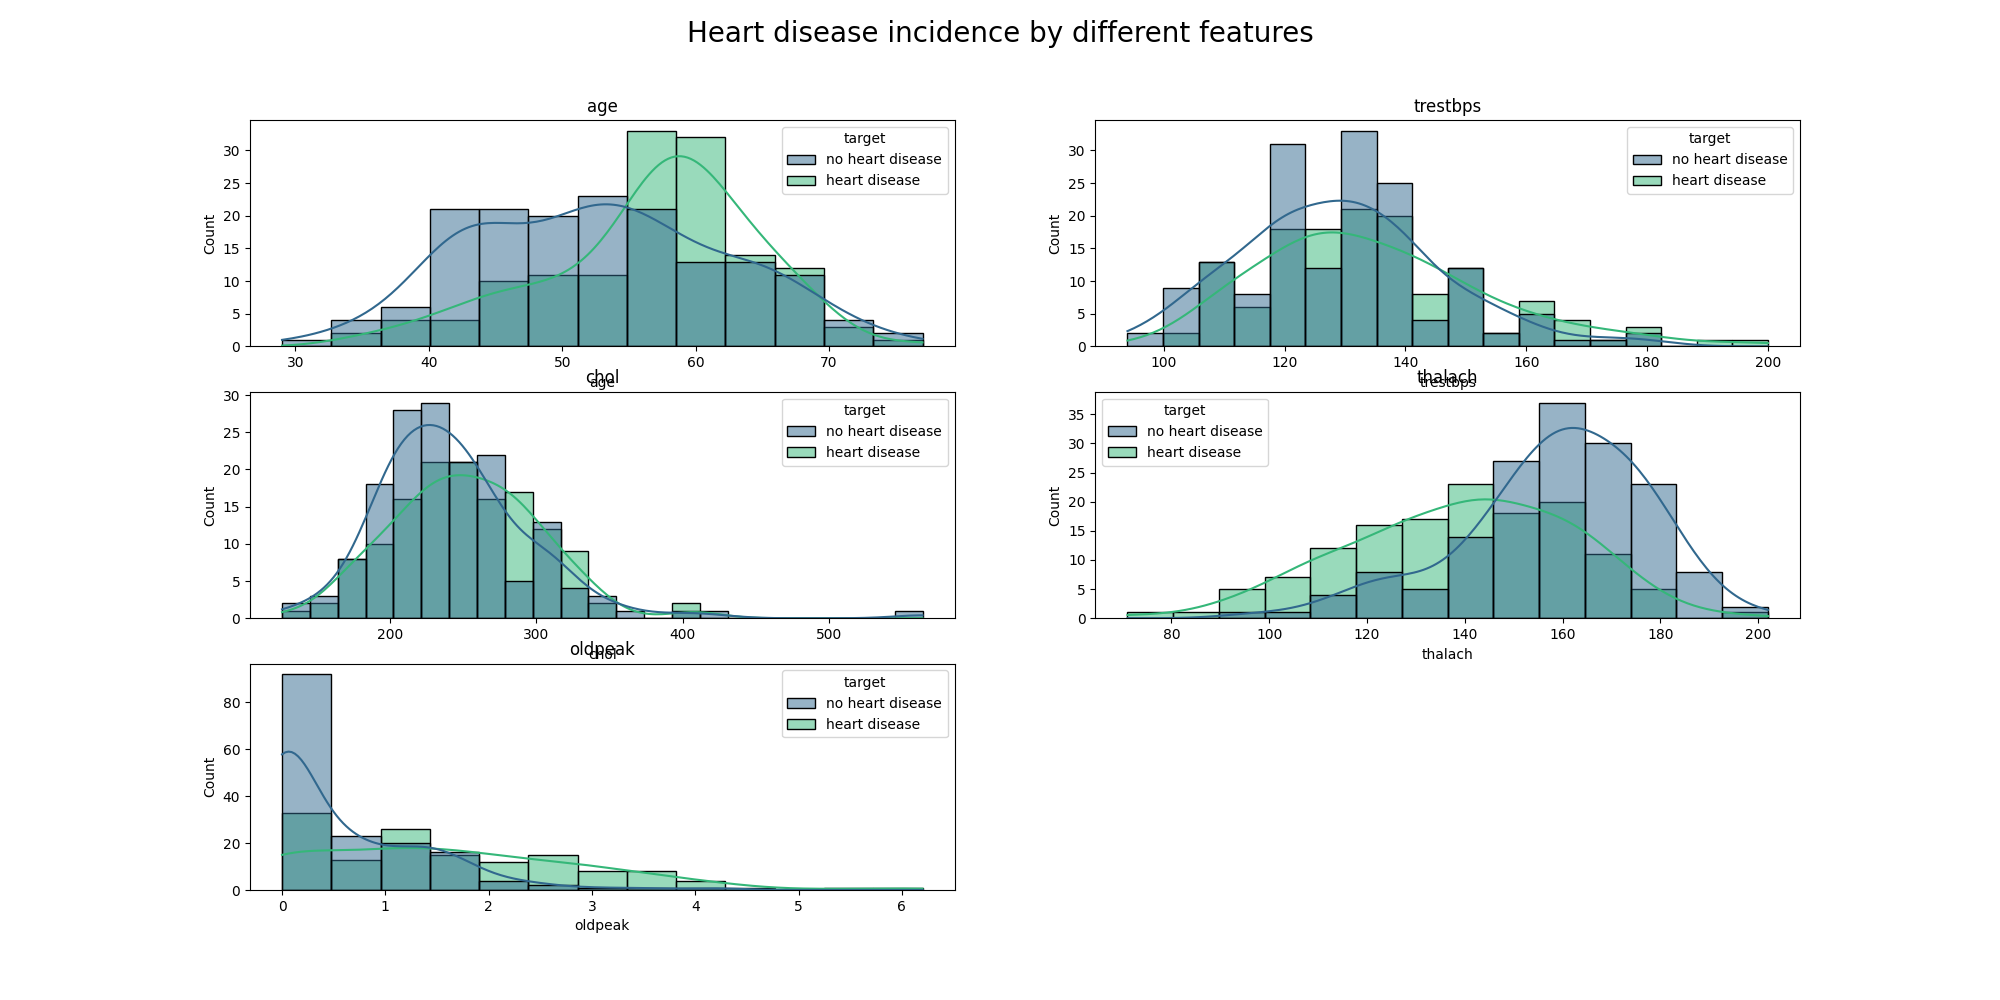 Heart disease incidence by different features
age
target
no heart disease
heart disease
Count
30
25
20
15
10
5
0
30 40 50 60 70
age
trestbps
target
no heart disease
heart disease
Count
30
25
20
15
10
5
0
100 120 140 160 180 200
trestbps
chol
target
no heart disease
heart disease
Count
30
25
20
15
10
5
0
200 300 400 500
chol
thalach
target
no heart disease
heart disease
Count
35
30
25
20
15
10
5
0
80 100 120 140 160 180 200
thalach
oldpeak
target
no heart disease
heart disease
Count
80
60
40
20
0
0 1 2 3 4 5 6
oldpeak